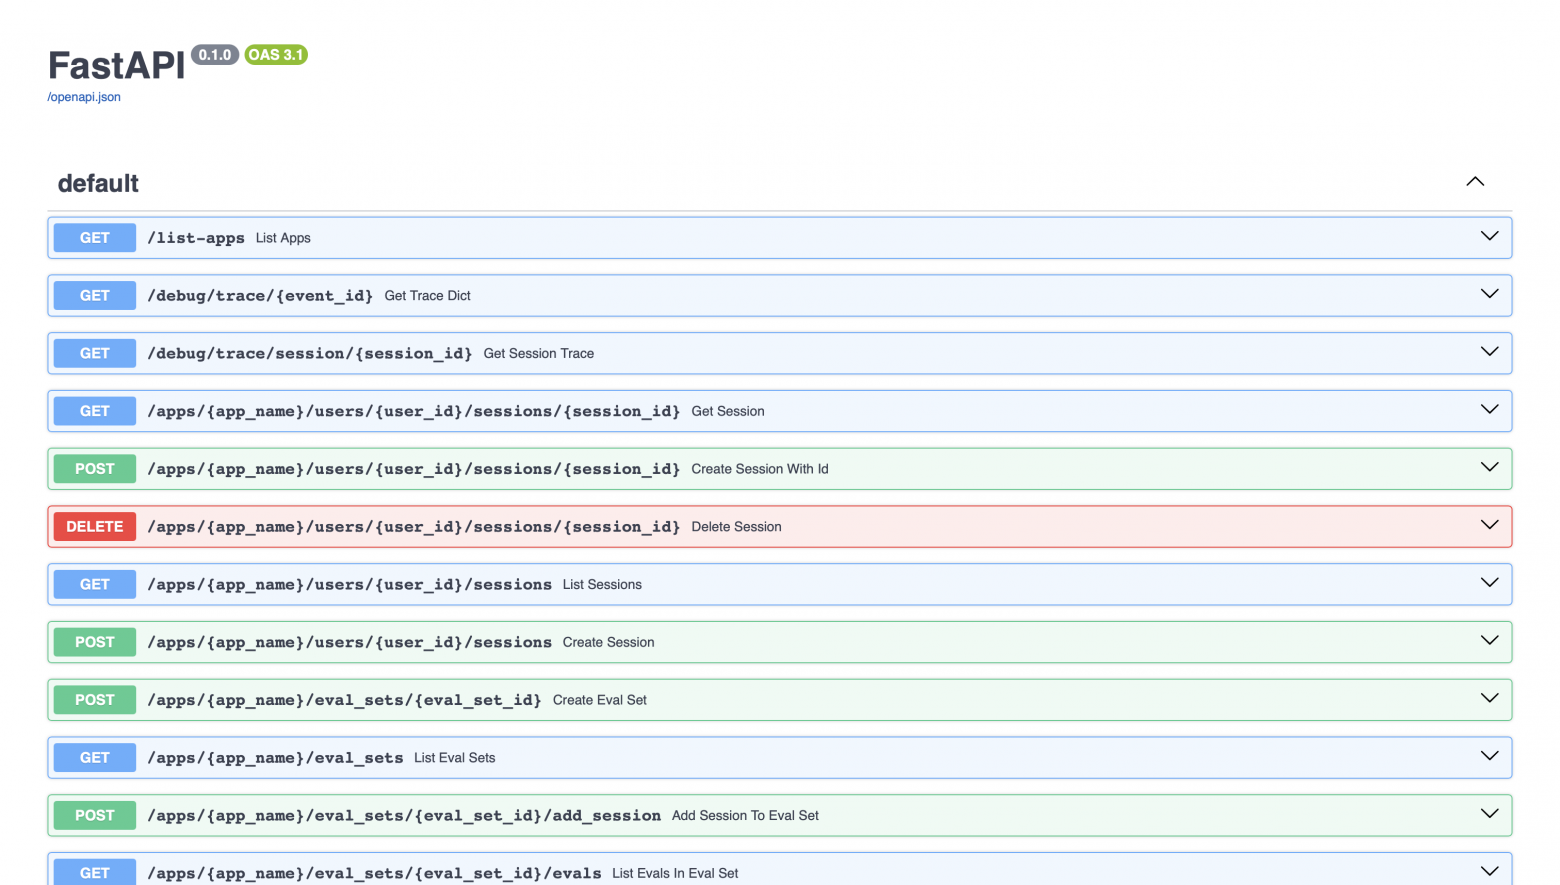 FastAPI 0.1.0 OAS 3.1
/openapi.json
default
GET /list-apps List Apps
GET /debug/trace/{event_id} Get Trace Dict
GET /debug/trace/session/{session_id} Get Session Trace
GET /apps/{app_name}/users/{user_id}/sessions/{session_id} Get Session
POST /apps/{app_name}/users/{user_id}/sessions/{session_id} Create Session With Id
DELETE /apps/{app_name}/users/{user_id}/sessions/{session_id} Delete Session
GET /apps/{app_name}/users/{user_id}/sessions List Sessions
POST /apps/{app_name}/users/{user_id}/sessions Create Session
POST /apps/{app_name}/eval_sets/{eval_set_id} Create Eval Set
GET /apps/{app_name}/eval_sets List Eval Sets
POST /apps/{app_name}/eval_sets/{eval_set_id}/add_session Add Session To Eval Set
GET /apps/{app_name}/eval_sets/{eval_set_id}/evals List Evals In Eval Set